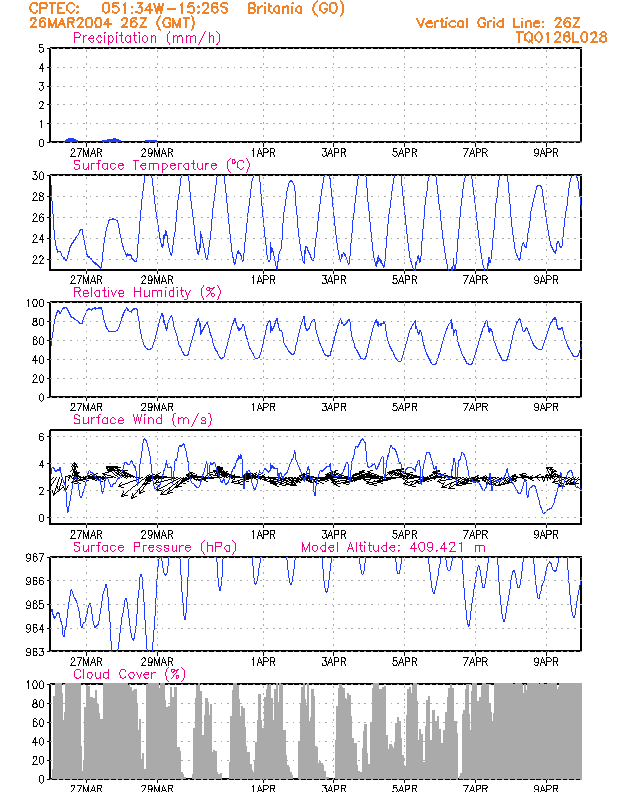 CPTEC: 051:34W-15:26S Britania (GO)
26MAR2004 26Z (GMT) Vertical Grid Line: 26Z
Precipitation (mm/h) TQ0126L028
5
4
3
2
1
0
27MAR 29MAR 1APR 3APR 5APR 7APR 9APR
Surface Temperature (°C)
30
28
26
24
22
27MAR 29MAR 1APR 3APR 5APR 7APR 9APR
Relative Humidity (%)
100
80
60
40
20
0
27MAR 29MAR 1APR 3APR 5APR 7APR 9APR
Surface Wind (m/s)
6
4
2
0
27MAR 29MAR 1APR 3APR 5APR 7APR 9APR
Surface Pressure (hPa) Model Altitude: 409.421 m
967
966
965
964
963
27MAR 29MAR 1APR 3APR 5APR 7APR 9APR
Cloud Cover (%)
100
80
60
40
20
0
27MAR 29MAR 1APR 3APR 5APR 7APR 9APR